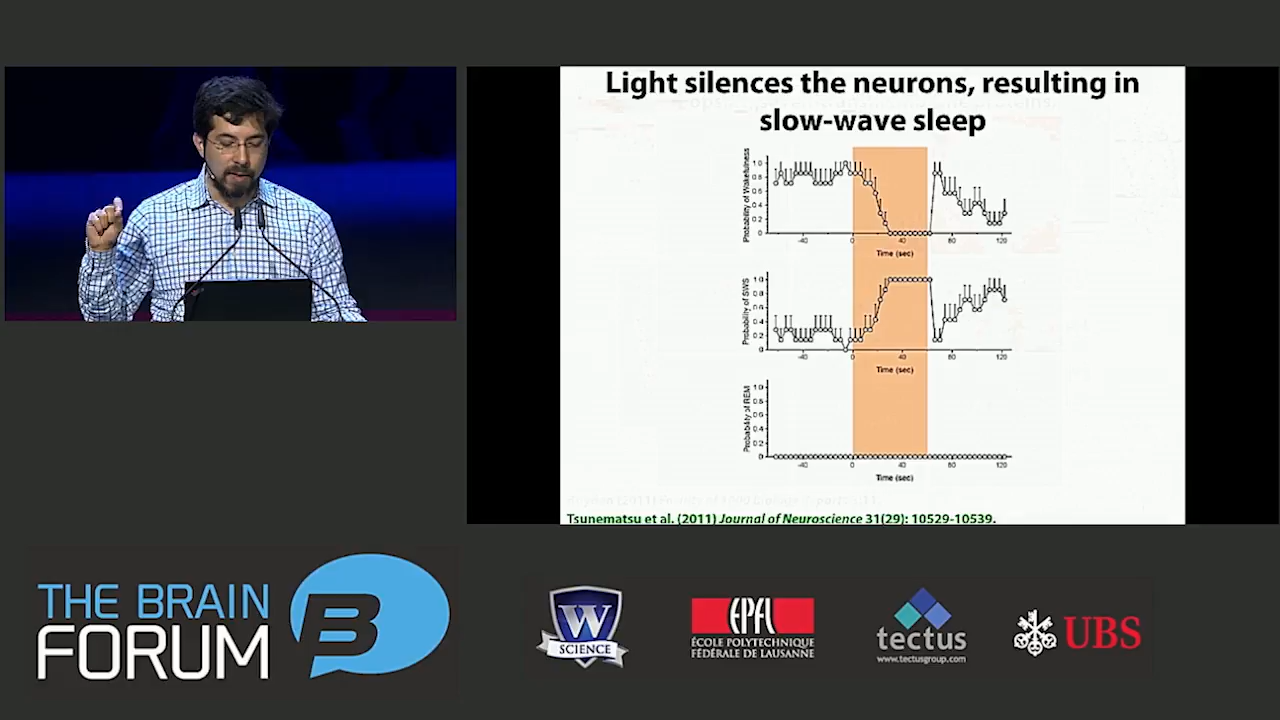 Light silences the neurons, resulting in
slow-wave sleep
Probability of Wakefulness
1.0
0.8
0.6
0.4
0.2
0
-40
0
40
80
120
Time (sec)
Probability of SWS
1.0
0.8
0.6
0.4
0.2
0
-40
0
40
80
120
Time (sec)
Probability of REM
1.0
0.8
0.6
0.4
0.2
0
-40
0
40
80
120
Time (sec)
Tsunematsu et al. (2011) Journal of Neuroscience 31(29): 10529-10539.
THE BRAIN
FORUM
B
W
SCIENCE
EPFL
ÉCOLE POLYTECHNIQUE
FÉDÉRALE DE LAUSANNE
tectus
www.tectusgroup.com
UBS